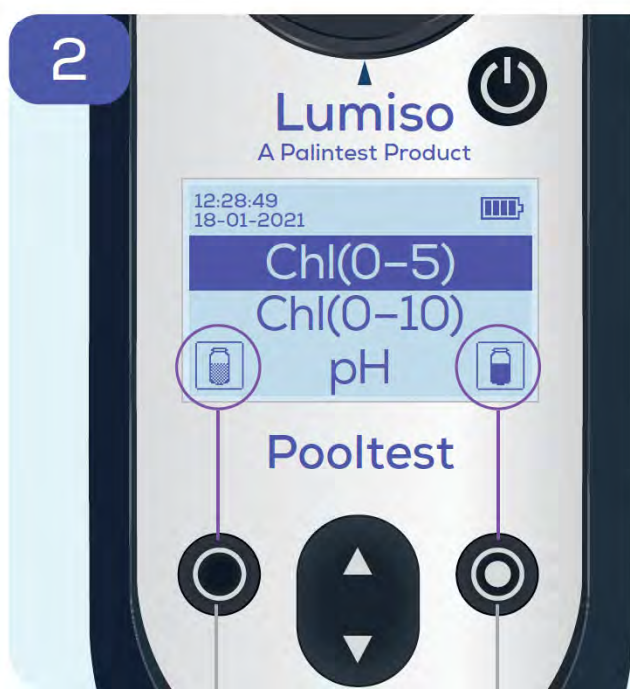 2
Lumiso
A Palintest Product
12:28:49
18-01-2021
Chl(0–5)
Chl(0–10)
pH
Pooltest